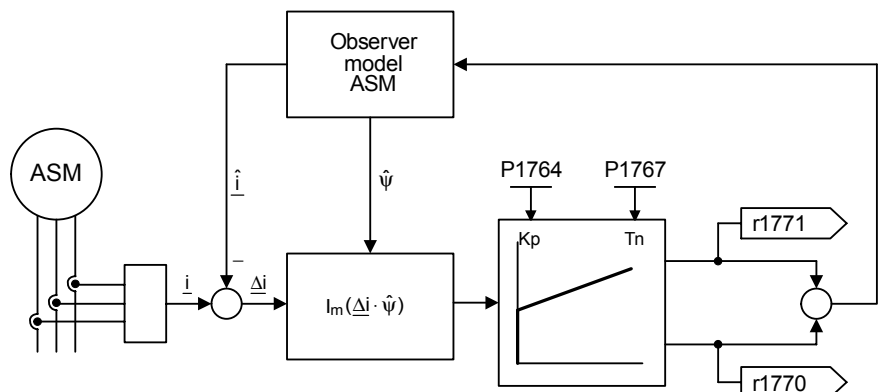 Observer
model
ASM
ASM
î
ψ̂
P1764
P1767
Kp
Tn
r1771
–
i
Δi
Im(Δi · ψ̂)
r1770